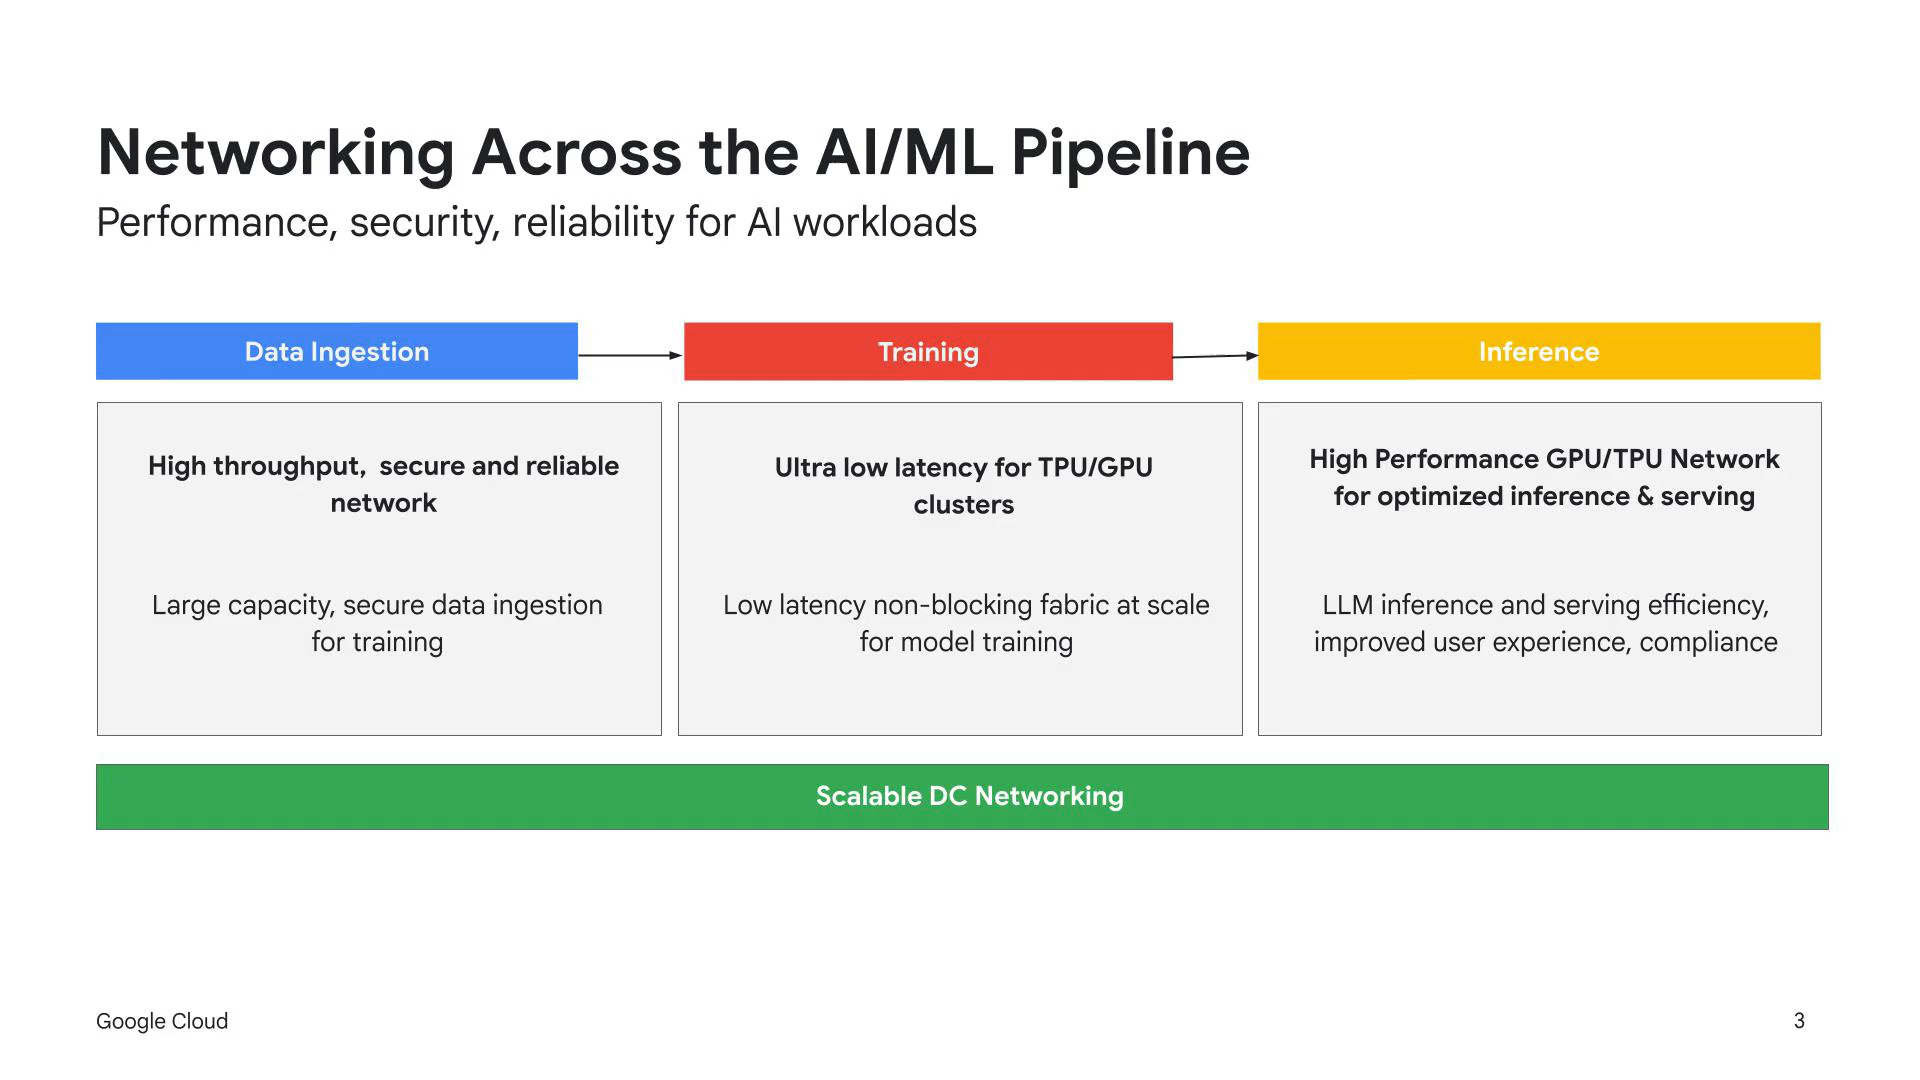 Networking Across the AI/ML Pipeline
Performance, security, reliability for AI workloads
Data Ingestion
Training
Inference
High throughput,  secure and reliable
network
Large capacity, secure data ingestion
for training
Ultra low latency for TPU/GPU
clusters
Low latency non-blocking fabric at scale
for model training
High Performance GPU/TPU Network
for optimized inference & serving
LLM inference and serving efficiency,
improved user experience, compliance
Scalable DC Networking
Google Cloud
3